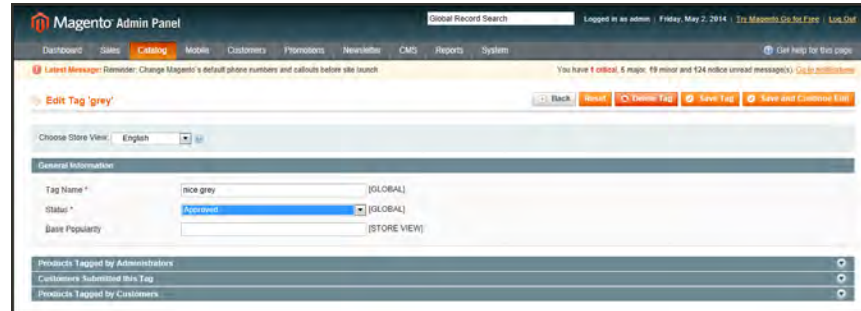 Magento Admin Panel
Global Record Search
Logged in as admin | Friday, May 2, 2014 | Try Magento Go for Free | Log Out
Dashboard Sales Catalog Mobile Customers Promotions Newsletter CMS Reports System
Get help for this page
Latest Message: Reminder: Change Magento's default phone numbers and callouts before site launch
You have 1 critical, 6 major, 19 minor and 124 notice unread message(s). Go to notifications
Edit Tag 'grey'
Back Reset Delete Tag Save Tag Save and Continue Edit
Choose Store View: English
General Information
Tag Name * nice grey [GLOBAL]
Status * Approved [GLOBAL]
Base Popularity [STORE VIEW]
Products Tagged by Administrators
Customers Submitted this Tag
Products Tagged by Customers